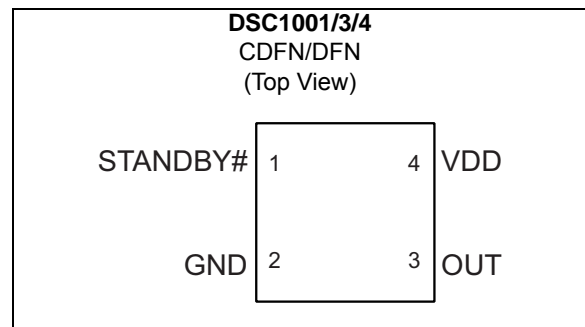 DSC1001/3/4
CDFN/DFN
(Top View)
STANDBY# 1 4 VDD
GND 2 3 OUT